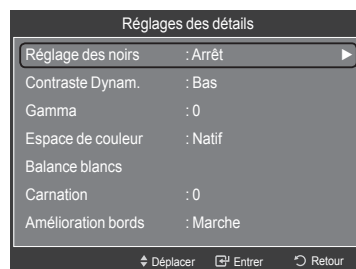 Réglages des détails
Réglage des noirs : Arrêt
Contraste Dynam. : Bas
Gamma : 0
Espace de couleur : Natif
Balance blancs
Carnation : 0
Amélioration bords : Marche
Déplacer Entrer Retour